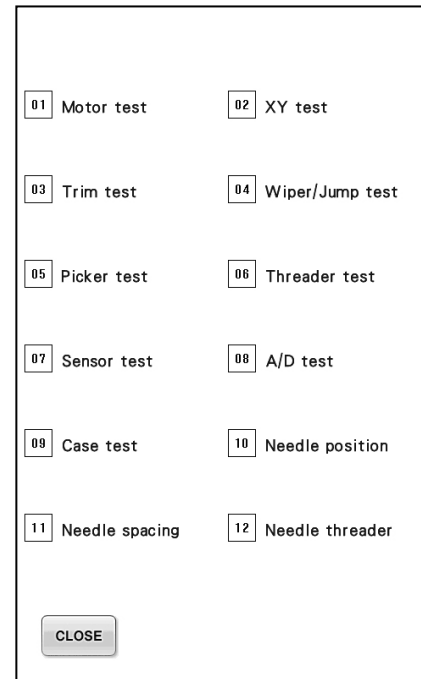 01 Motor test 02 XY test
03 Trim test 04 Wiper/Jump test
05 Picker test 06 Threader test
07 Sensor test 08 A/D test
09 Case test 10 Needle position
11 Needle spacing 12 Needle threader
CLOSE